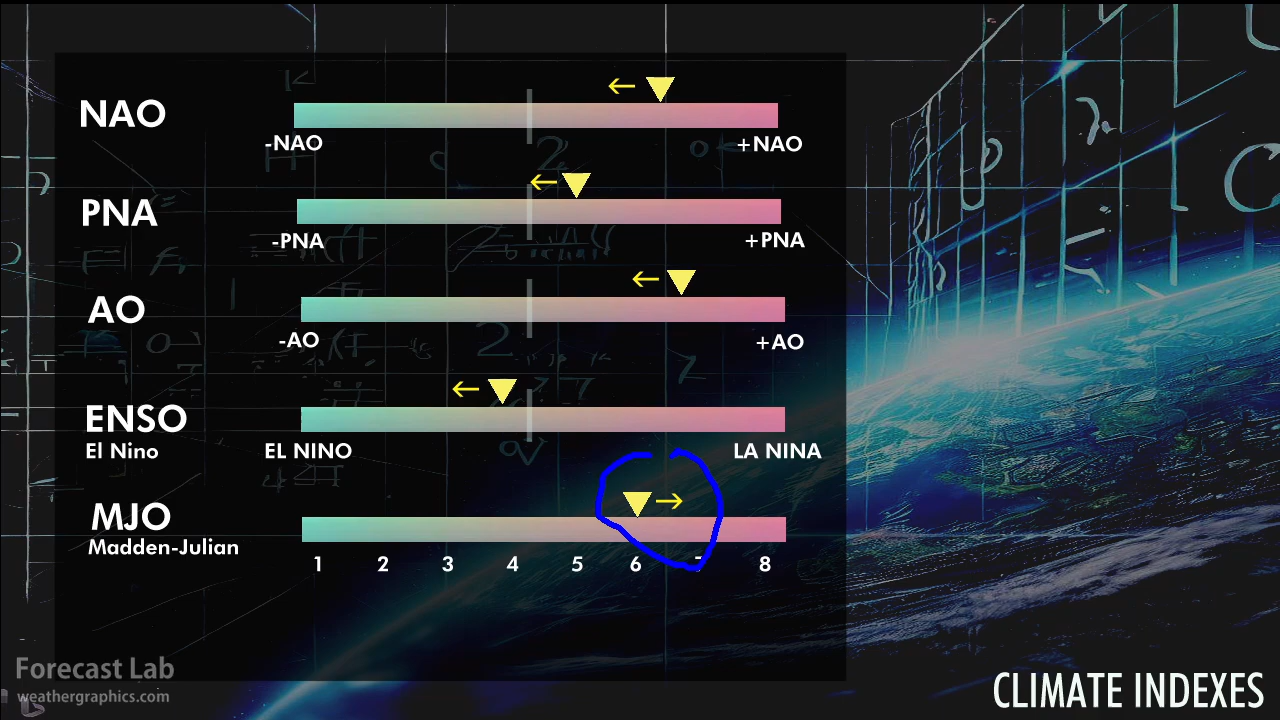 NAO
-NAO +NAO
PNA
-PNA +PNA
AO
-AO +AO
ENSO
El Nino EL NINO LA NINA
MJO
Madden-Julian
1 2 3 4 5 6 7 8
Forecast Lab
weathergraphics.com
CLIMATE INDEXES